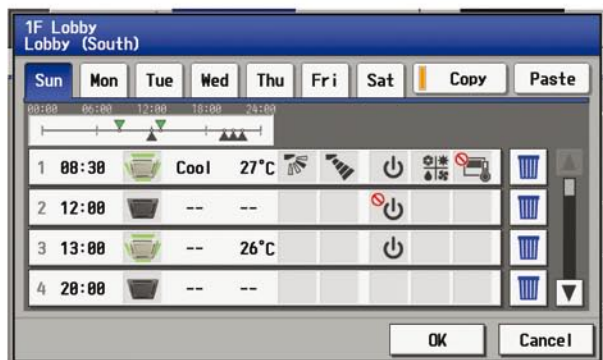 1F Lobby
Lobby (South)
Sun Mon Tue Wed Thu Fri Sat Copy Paste
00:00 06:00 12:00 18:00 24:00
1 08:30 Cool 27°C
2 12:00 -- --
3 13:00 -- 26°C
4 20:00 -- --
OK Cancel